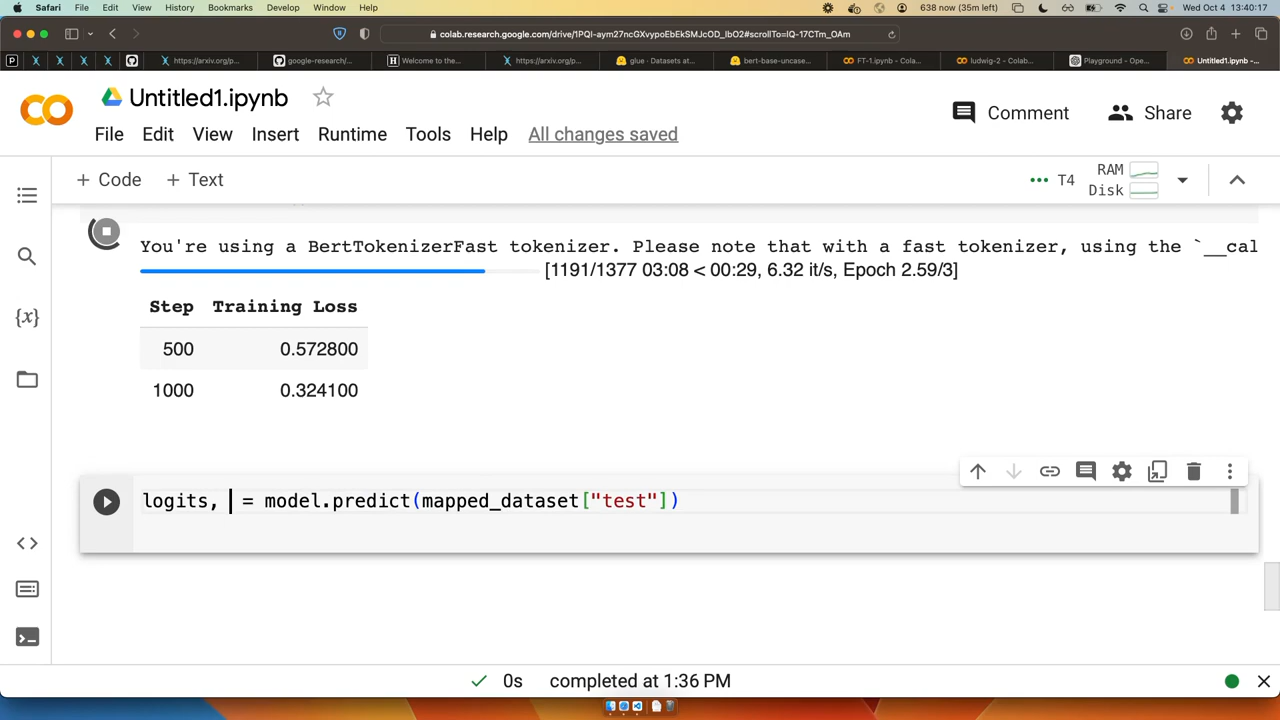 Safari File Edit View History Bookmarks Develop Window Help 638 now (35m left) Wed Oct 4 13:40:17
colab.research.google.com/drive/1PQI-aym27ncGXvypoEbEkSMJcOD_IbO2#scrollTo=IQ-17CTm_OAm
https://arxiv.org/p... google-research/... Welcome to the... https://arxiv.org/p... glue · Datasets at... bert-base-uncase... FT-1.ipynb - Cola... ludwig-2 - Colab... Playground - Ope... Untitled1.ipynb -...
Untitled1.ipynb
Comment Share
File Edit View Insert Runtime Tools Help All changes saved
+ Code + Text
T4 RAM Disk
You're using a BertTokenizerFast tokenizer. Please note that with a fast tokenizer, using the `__cal
[1191/1377 03:08 < 00:29, 6.32 it/s, Epoch 2.59/3]
Step Training Loss
500 0.572800
1000 0.324100
logits, = model.predict(mapped_dataset["test"])
0s completed at 1:36 PM